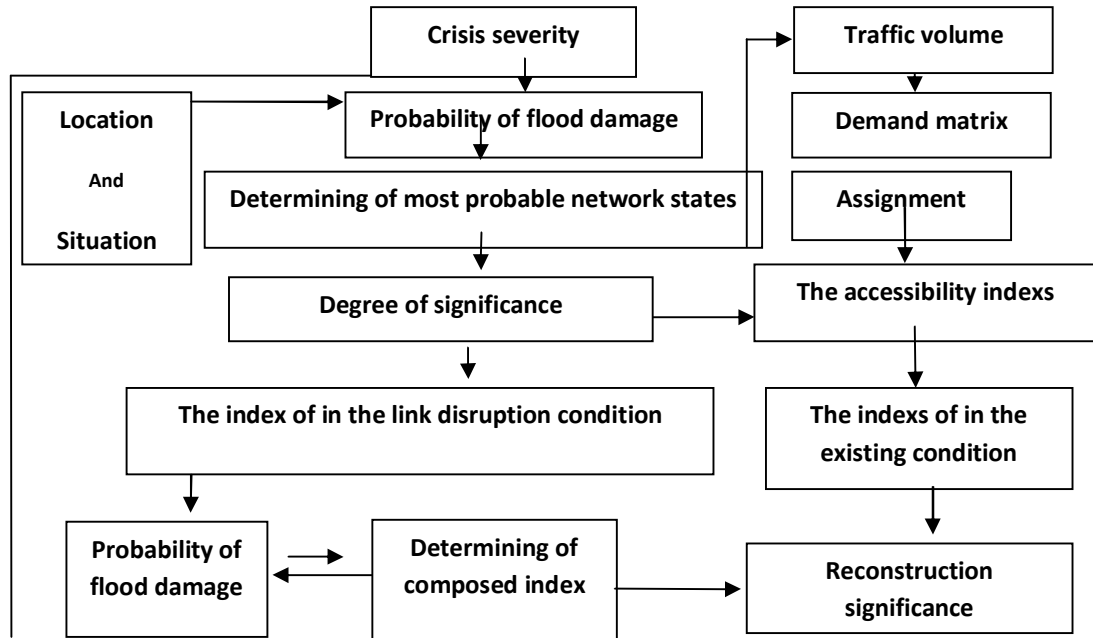 Crisis severity
Traffic volume
Location
And
Situation
Probability of flood damage
Demand matrix
Determining of most probable network states
Assignment
Degree of significance
The accessibility indexs
The index of in the link disruption condition
The indexs of in the
existing condition
Probability of
flood damage
Determining of
composed index
Reconstruction
significance